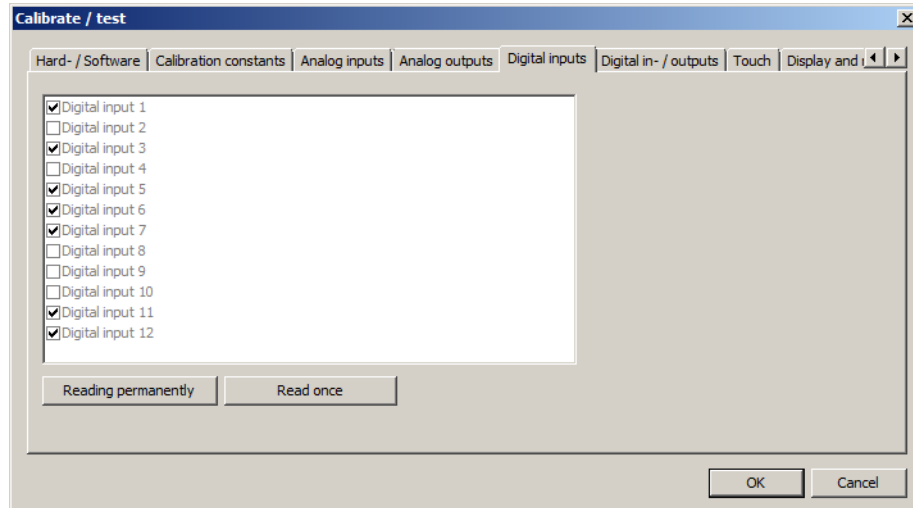 Calibrate / test
Hard- / Software Calibration constants Analog inputs Analog outputs Digital inputs Digital in- / outputs Touch Display and
Digital input 1
Digital input 2
Digital input 3
Digital input 4
Digital input 5
Digital input 6
Digital input 7
Digital input 8
Digital input 9
Digital input 10
Digital input 11
Digital input 12
Reading permanently Read once
OK Cancel